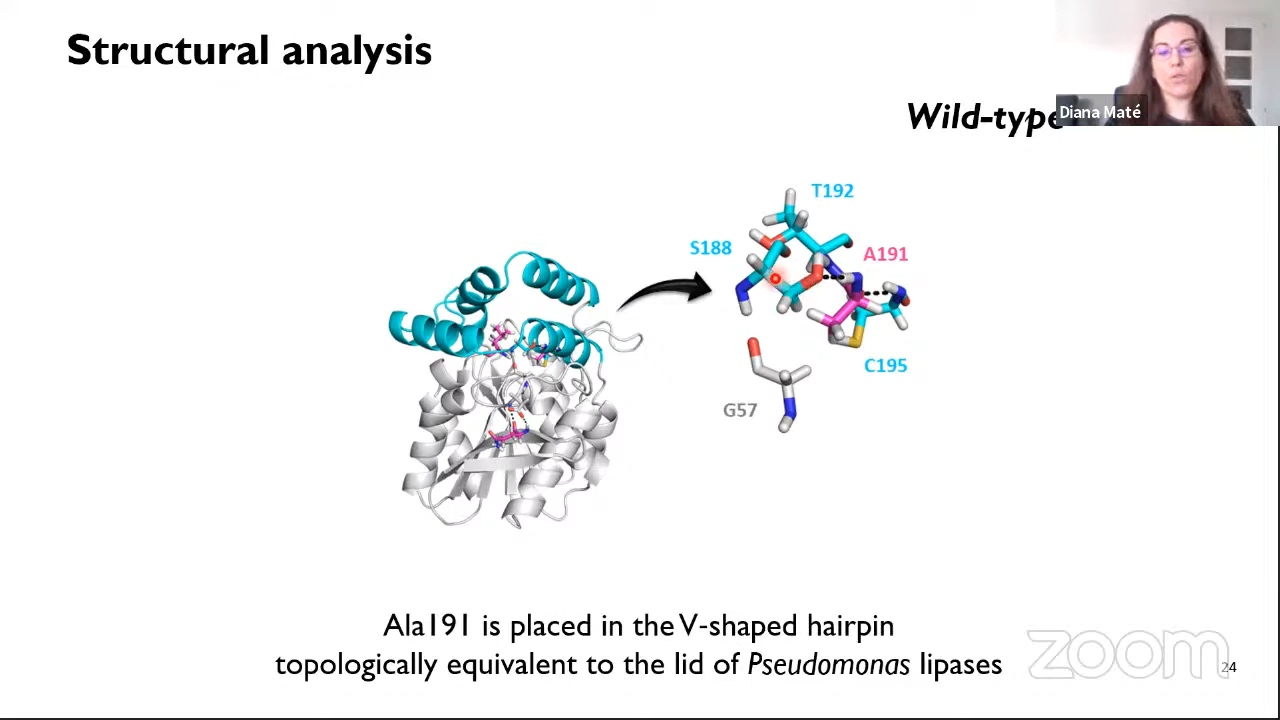 Structural analysis
Wild-type
Diana Maté
T192
S188
A191
C195
G57
Ala191 is placed in the V-shaped hairpin
topologically equivalent to the lid of Pseudomonas lipases
zoom
24